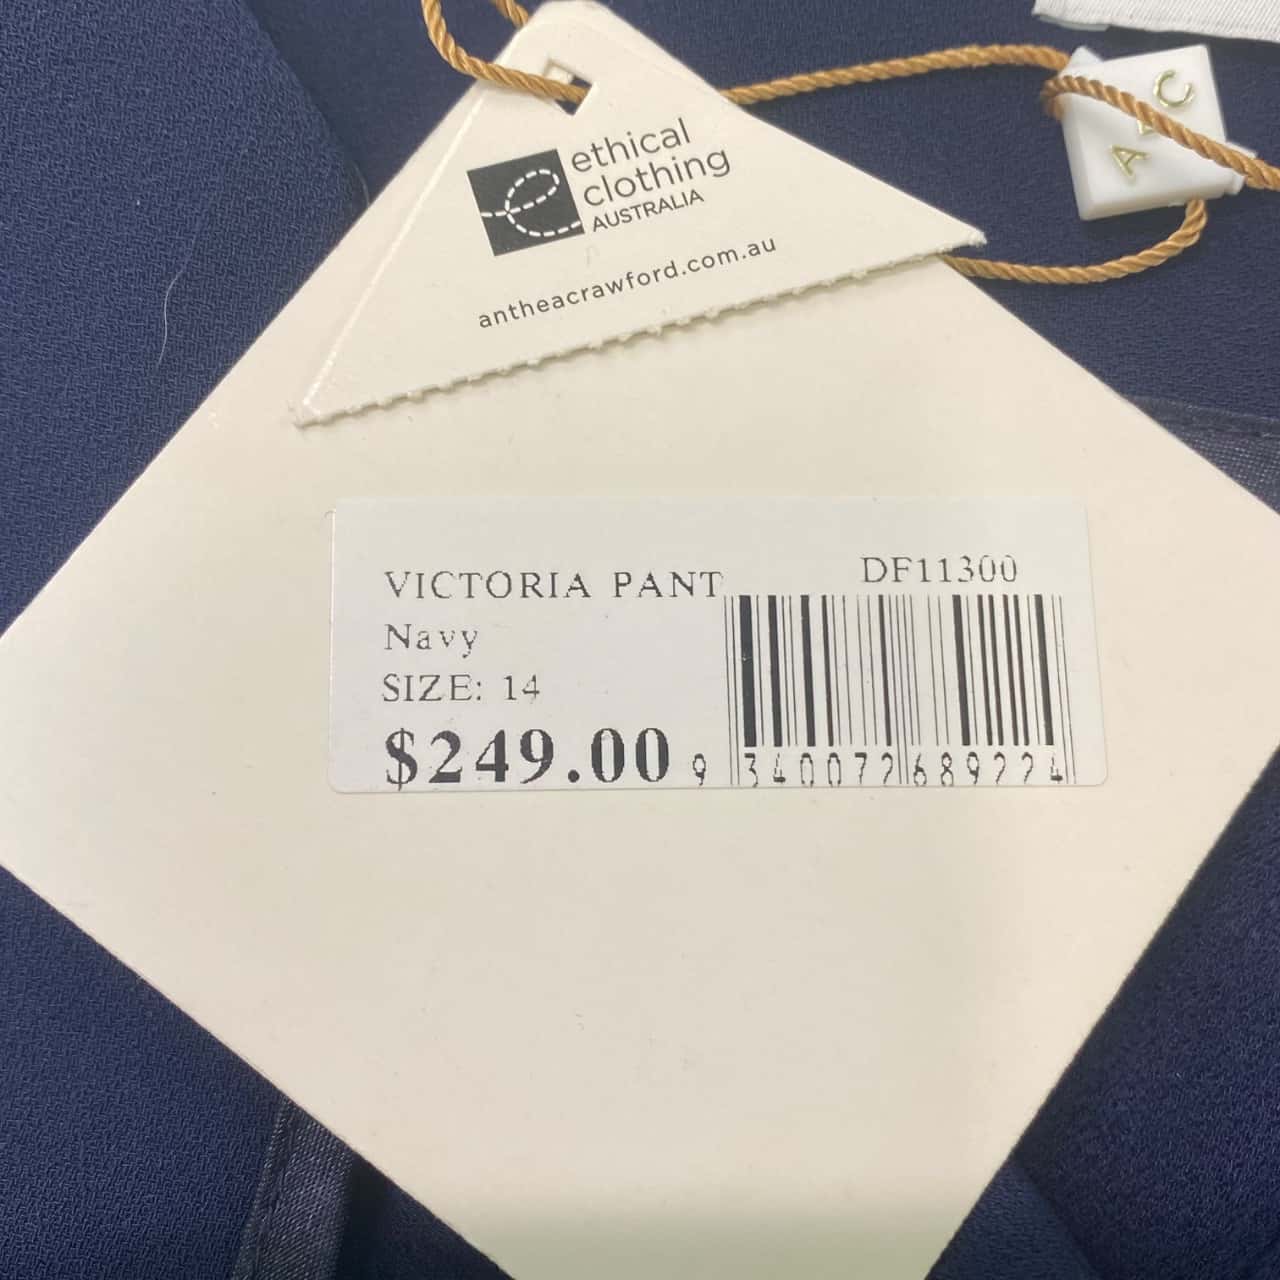 ethical
clothing
AUSTRALIA
antheacrawford.com.au
VICTORIA PANT
DF11300
Navy
SIZE: 14
$249.00
9 340072 689224
A C